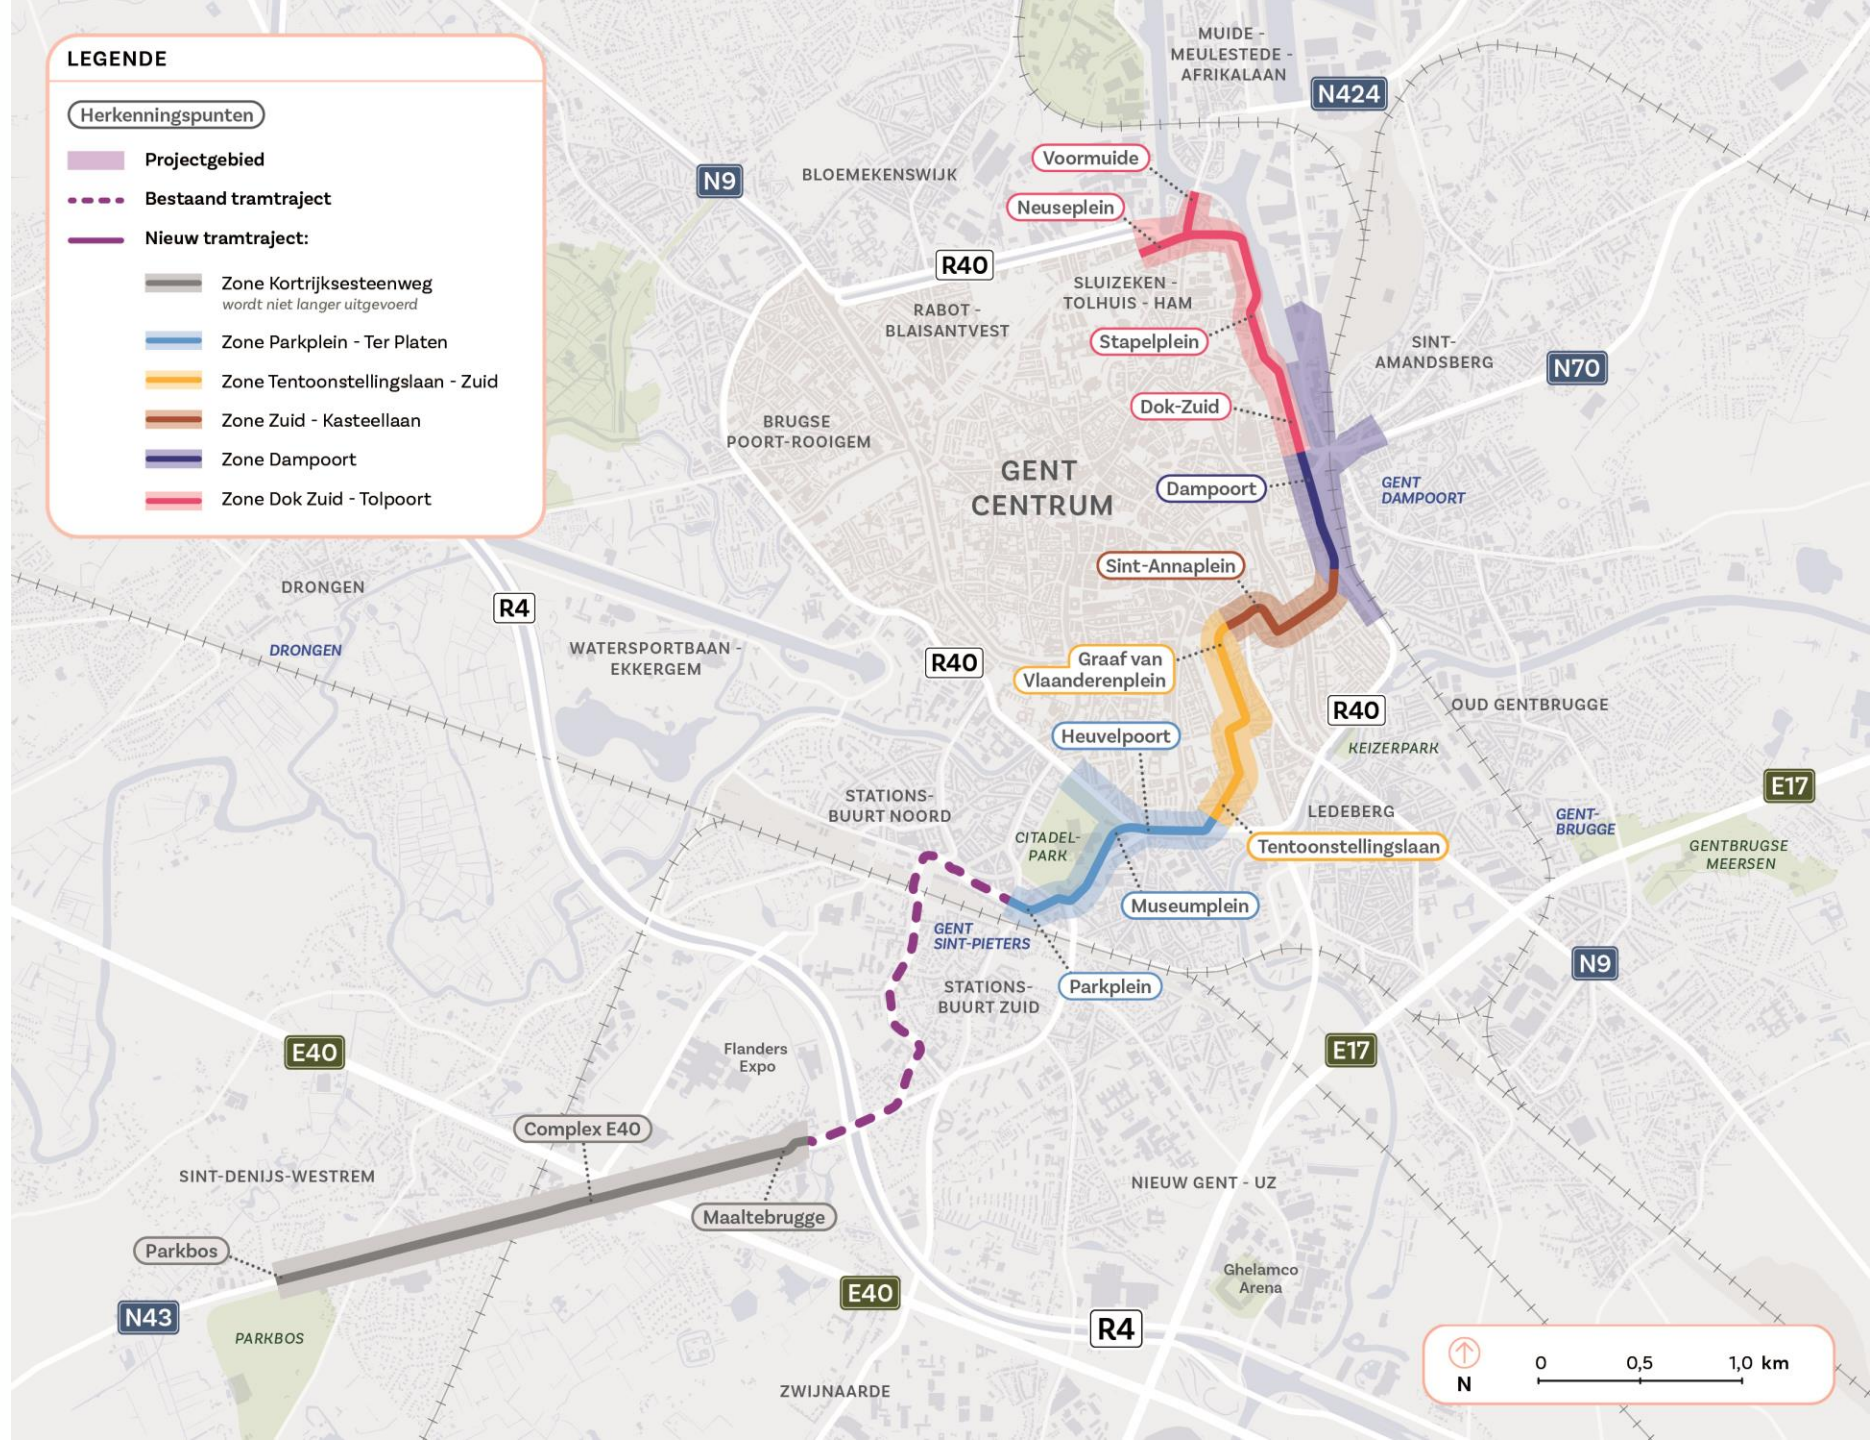 LEGENDE
Herkenningspunten
Projectgebied
Bestaand tramtraject
Nieuw tramtraject:
Zone Kortrijksesteenweg
wordt niet langer uitgevoerd
Zone Parkplein - Ter Platen
Zone Tentoonstellingslaan - Zuid
Zone Zuid - Kasteellaan
Zone Dampoort
Zone Dok Zuid - Tolpoort
MUIDE -
MEULESTEDE -
AFRIKALAAN
N424
Voormuide
BLOEMEKENSWIJK
N9
Neuseplein
R40
SLUIZEKEN -
TOLHUIS - HAM
RABOT -
BLAISANTVEST
Stapelplein
SINT-
AMANDSBERG
N70
Dok-Zuid
BRUGSE
POORT-ROOIGEM
GENT
CENTRUM
Dampoort
GENT
DAMPOORT
Sint-Annaplein
DRONGEN
R4
DRONGEN
WATERSPORTBAAN -
EKKERGEM
R40
Graaf van
Vlaanderenplein
R40
OUD GENTBRUGGE
Heuvelpoort
KEIZERPARK
E17
STATIONS-
BUURT NOORD
LEDEBERG
GENT-
BRUGGE
CITADEL-
PARK
Tentoonstellingslaan
GENTBRUGSE
MEERSEN
Museumplein
GENT
SINT-PIETERS
N9
Parkplein
STATIONS-
BUURT ZUID
E40
Flanders
Expo
E17
Complex E40
SINT-DENIJS-WESTREM
NIEUW GENT - UZ
Maaltebrugge
Parkbos
Ghelamco
Arena
E40
N43
R4
PARKBOS
ZWIJNAARDE
N
0 0,5 1,0 km